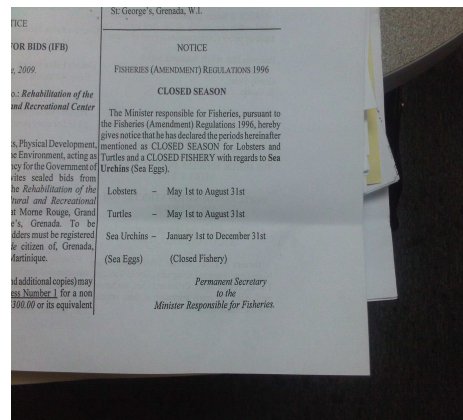 St. George's, Grenada, W.I.
TICE
OR BIDS (IFB)
e, 2009.
o.: Rehabilitation of the
and Recreational Center
s, Physical Development,
e Environment, acting as
cy for the Government of
vites sealed bids from
he Rehabilitation of the
tural and Recreational
at Morne Rouge, Grand
e's, Grenada. To be
dders must be registered
le citizen of, Grenada,
Martinique.
d additional copies) may
ess Number 1 for a non
300.00 or its equivalent
NOTICE
FISHERIES (AMENDMENT) REGULATIONS 1996
CLOSED SEASON
The Minister responsible for Fisheries, pursuant to
the Fisheries (Amendment) Regulations 1996, hereby
gives notice that he has declared the periods hereinafter
mentioned as CLOSED SEASON for Lobsters and
Turtles and a CLOSED FISHERY with regards to Sea
Urchins (Sea Eggs).
Lobsters – May 1st to August 31st
Turtles – May 1st to August 31st
Sea Urchins – January 1st to December 31st
(Sea Eggs) (Closed Fishery)
Permanent Secretary
to the
Minister Responsible for Fisheries.